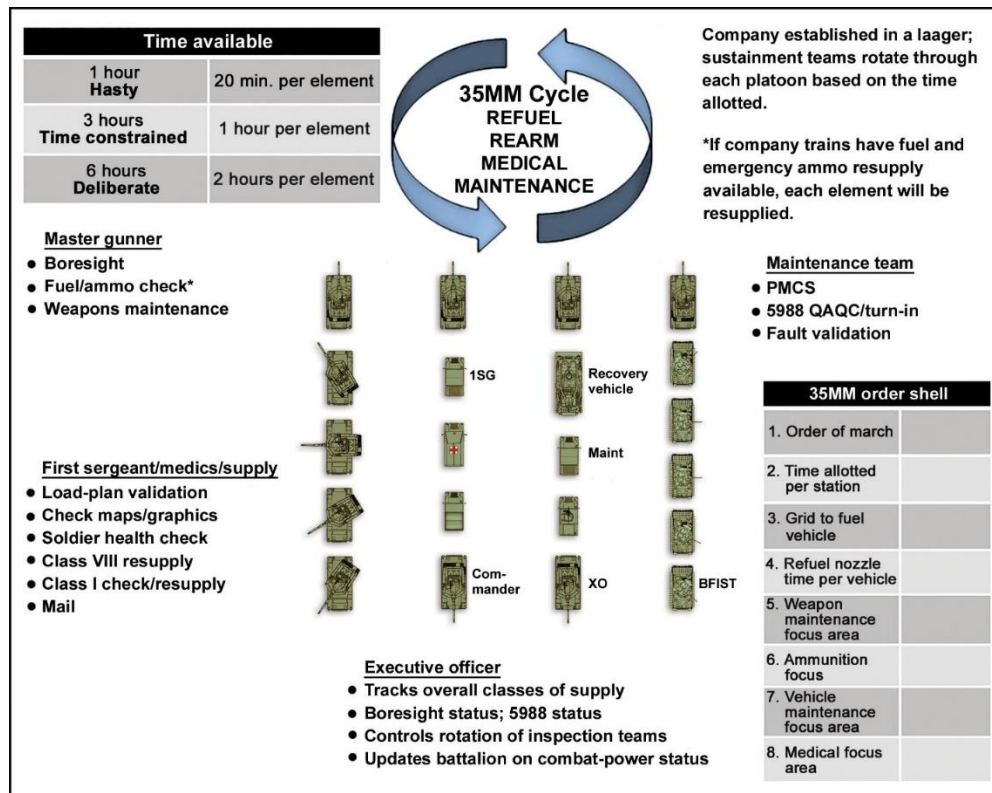 Time available
1 hour
Hasty
20 min. per element
3 hours
Time constrained
1 hour per element
6 hours
Deliberate
2 hours per element
35MM Cycle
REFUEL
REARM
MEDICAL
MAINTENANCE
Company established in a laager;
sustainment teams rotate through
each platoon based on the time
allotted.
*If company trains have fuel and
emergency ammo resupply
available, each element will be
resupplied.
Master gunner
● Boresight
● Fuel/ammo check*
● Weapons maintenance
Maintenance team
● PMCS
● 5988 QAQC/turn-in
● Fault validation
1SG
Recovery
vehicle
Maint
Com-
mander
XO
BFIST
First sergeant/medics/supply
● Load-plan validation
● Check maps/graphics
● Soldier health check
● Class VIII resupply
● Class I check/resupply
● Mail
35MM order shell
1. Order of march
2. Time allotted
per station
3. Grid to fuel
vehicle
4. Refuel nozzle
time per vehicle
5. Weapon
maintenance
focus area
6. Ammunition
focus
7. Vehicle
maintenance
focus area
8. Medical focus
area
Executive officer
● Tracks overall classes of supply
● Boresight status; 5988 status
● Controls rotation of inspection teams
● Updates battalion on combat-power status